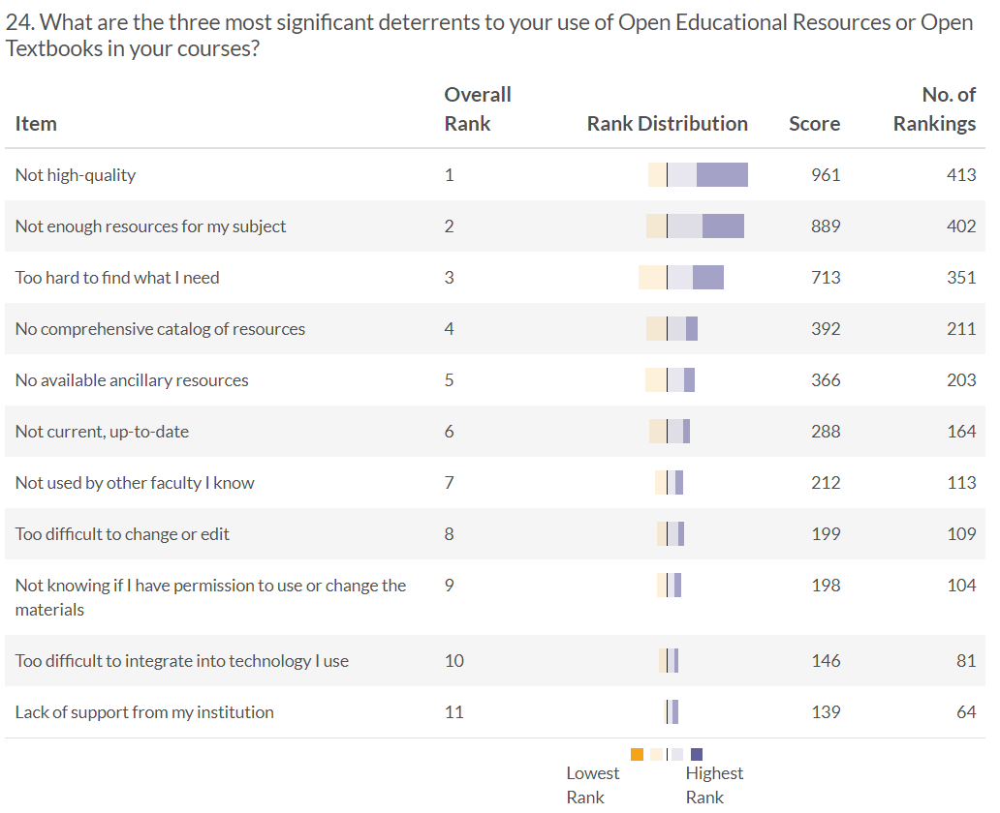 24. What are the three most significant deterrents to your use of Open Educational Resources or Open
Textbooks in your courses?
Item Overall Rank Rank Distribution Score No. of Rankings
Not high-quality 1 961 413
Not enough resources for my subject 2 889 402
Too hard to find what I need 3 713 351
No comprehensive catalog of resources 4 392 211
No available ancillary resources 5 366 203
Not current, up-to-date 6 288 164
Not used by other faculty I know 7 212 113
Too difficult to change or edit 8 199 109
Not knowing if I have permission to use or change the 9 198 104
materials
Too difficult to integrate into technology I use 10 146 81
Lack of support from my institution 11 139 64
Lowest Highest
Rank Rank